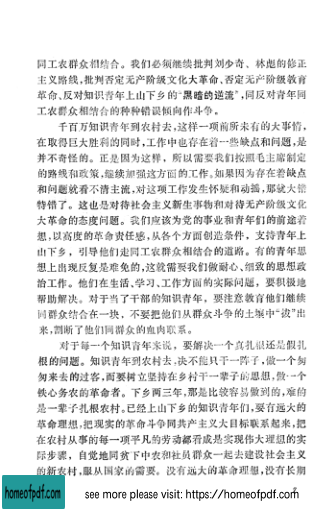 同工农群众相结合。我们必须继续批判刘少奇、林彪的修正
主义路线,批判否定无产阶级文化大革命、否定无产阶级教育
革命、反对知识青年上山下乡的“黑暗的逆流”,同反对青年同
工农群众相结合的种种错误倾向作斗争。
千百万知识青年到农村去,这样一项前所未有的大事情,
在取得巨大胜利的同时,工作中也存在着一些缺点和问题,是
并不奇怪的。正是因为这样,所以需要我们按照毛主席制定
的路线和政策,继续加强这方面的工作。如果因为存在着缺点
和问题就看不清主流,对这项工作发生怀疑和动摇,那就大错
特错了。这也是对待社会主义新生事物和对待无产阶级文化
大革命的态度问题。我们应该为党的事业和青年们的前途着
想,以高度的革命责任感,从各个方面创造条件,支持青年上
山下乡,引导他们走同工农群众相结合的道路。有的青年思
想上出现反复是难免的,这就需要我们做耐心、细致的思想政
治工作。他们在生活、学习、工作方面的实际问题,要积极地
帮助解决。对于当了干部的知识青年,要注意教育他们继续
同群众结合在一块,不要把他们从群众斗争的土壤中“拔”出
来,割断了他们同群众的血肉联系。
对于每一个知识青年来说,要解决一个真扎根还是假扎
根的问题。知识青年到农村去,决不能只干一阵子,做一个匆
匆来去的过客,而要树立坚持在乡村干一辈子的思想,做一个
铁心务农的革命者。下乡两三年,那是比较容易做到的,难的
是一辈子扎根农村。已经上山下乡的知识青年们,要有远大的
革命理想,把现实的革命斗争同共产主义大目标联系起来,把
在农村从事的每一项平凡的劳动都看成是实现伟大理想的实
际步骤,自觉地同贫下中农和社员群众一起去建设社会主义
的新农村,服从国家的需要。没有远大的革命理想,没有长期
homeofpdf.com
see more please visit: https://homeofpdf.com